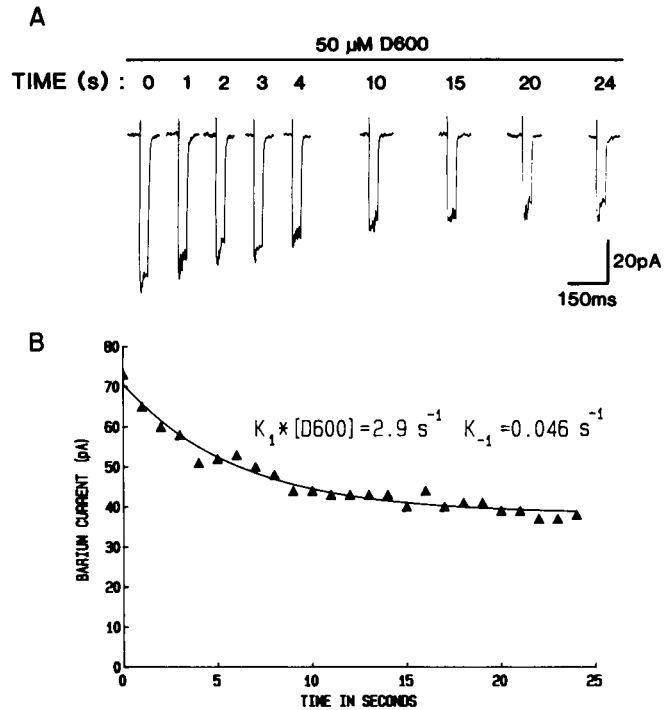 A
50 µM D600
TIME (s) : 0 1 2 3 4 10 15 20 24
20pA
150ms
B
80
70
60
50
40
30
20
10
0
BARIUM CURRENT (pA)
K₁*[D600]=2.9 s⁻¹ K₋₁=0.046 s⁻¹
0 5 10 15 20 25
TIME IN SECONDS